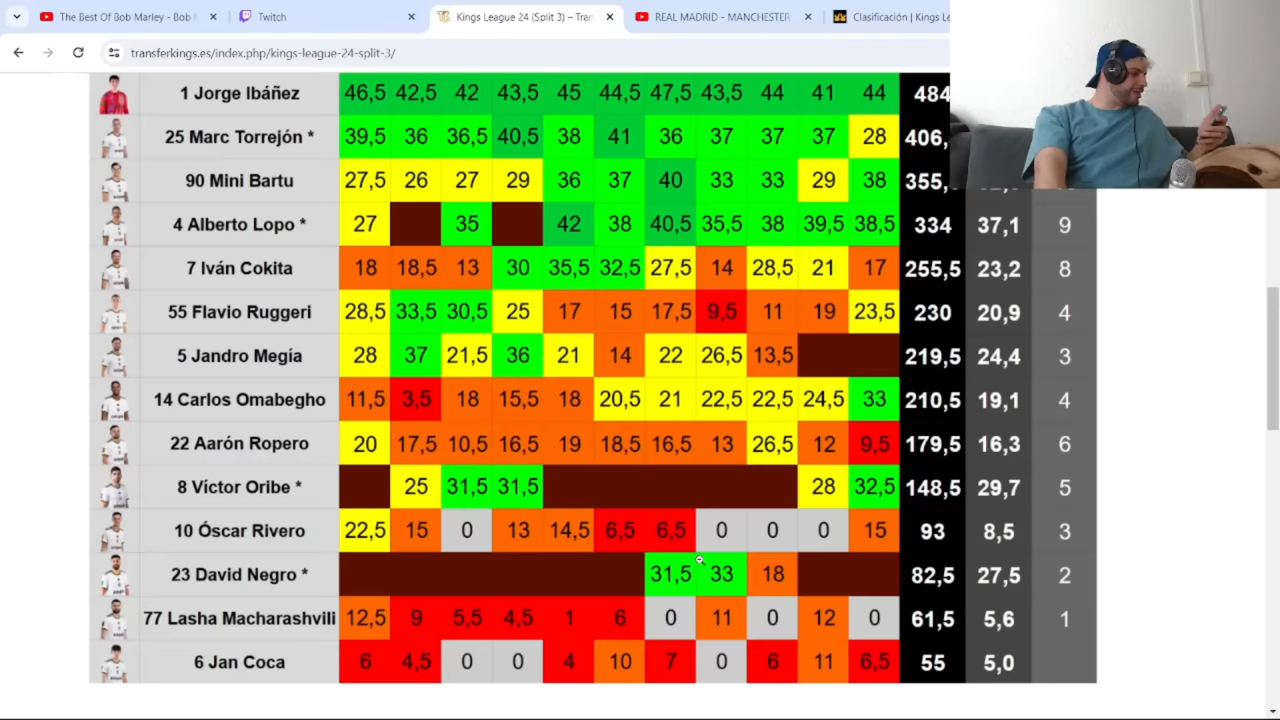 The Best Of Bob Marley - Bob
Twitch
Kings League 24 (Split 3) – Tran
REAL MADRID - MANCHESTER
Clasificación | Kings Le
transferkings.es/index.php/kings-league-24-split-3/
1 Jorge Ibáñez 46,5 42,5 42 43,5 45 44,5 47,5 43,5 44 41 44 484
25 Marc Torrejón * 39,5 36 36,5 40,5 38 41 36 37 37 37 28 406,
90 Mini Bartu 27,5 26 27 29 36 37 40 33 33 29 38 355,
4 Alberto Lopo * 27 35 42 38 40,5 35,5 38 39,5 38,5 334 37,1 9
7 Iván Cokita 18 18,5 13 30 35,5 32,5 27,5 14 28,5 21 17 255,5 23,2 8
55 Flavio Ruggeri 28,5 33,5 30,5 25 17 15 17,5 9,5 11 19 23,5 230 20,9 4
5 Jandro Megía 28 37 21,5 36 21 14 22 26,5 13,5 219,5 24,4 3
14 Carlos Omabegho 11,5 3,5 18 15,5 18 20,5 21 22,5 22,5 24,5 33 210,5 19,1 4
22 Aarón Ropero 20 17,5 10,5 16,5 19 18,5 16,5 13 26,5 12 9,5 179,5 16,3 6
8 Víctor Oribe * 25 31,5 31,5 28 32,5 148,5 29,7 5
10 Óscar Rivero 22,5 15 0 13 14,5 6,5 6,5 0 0 0 15 93 8,5 3
23 David Negro * 31,5 33 18 82,5 27,5 2
77 Lasha Macharashvili 12,5 9 5,5 4,5 1 6 0 11 0 12 0 61,5 5,6 1
6 Jan Coca 6 4,5 0 0 4 10 7 0 6 11 6,5 55 5,0